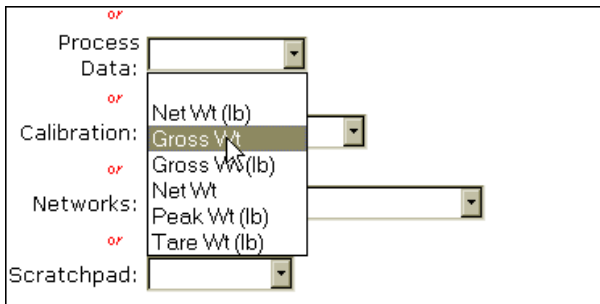 or
Process
Data:
or
Net Wt (lb)
Calibration:
Gross Wt
or
Gross Wt (lb)
Net Wt
Networks:
Peak Wt (lb)
or
Tare Wt (lb)
Scratchpad: